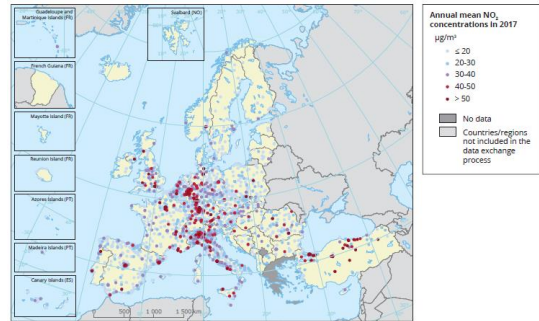 Guadeloupe and
Martinique Islands (FR)
Svalbard (NO)
French Guiana (FR)
Mayotte Island (FR)
Reunion Island (FR)
Azores Islands (PT)
Madeira Islands (PT)
Canary Islands (ES)
0 500 1 000 1 500 km
Annual mean NO₂
concentrations in 2017
µg/m³
≤ 20
20-30
30-40
40-50
> 50
No data
Countries/regions
not included in the
data exchange
process